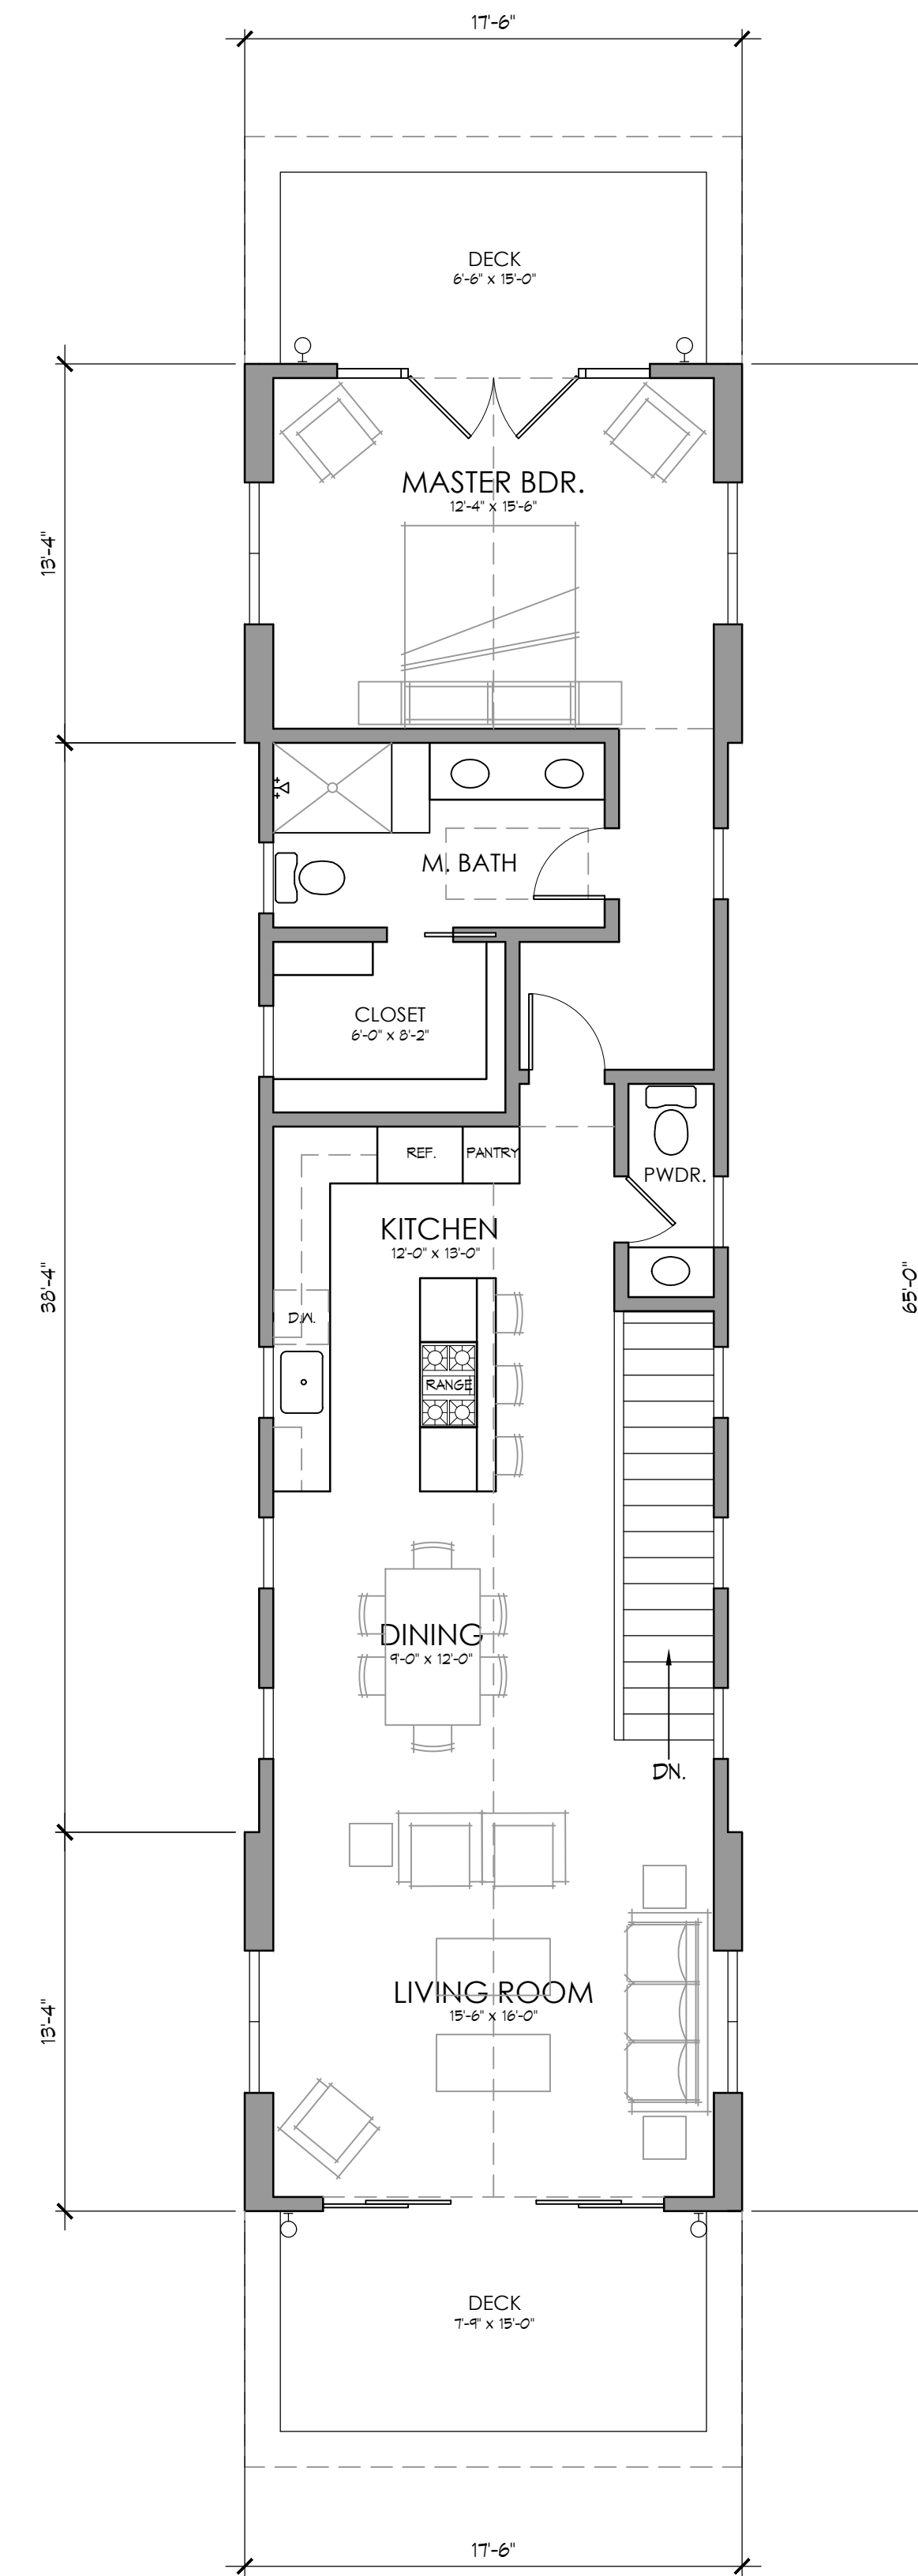 17'-6"
DECK
6'-6" x 15'-0"
MASTER BDR.
12'-4" x 15'-6"
13'-4"
M. BATH
CLOSET
6'-0" x 8'-2"
REF.
PANTRY
PWDR.
KITCHEN
12'-0" x 13'-0"
38'-4"
65'-0"
D.W.
RANGE
DINING
9'-0" x 12'-0"
DN.
LIVING ROOM
15'-6" x 16'-0"
13'-4"
DECK
7'-9" x 15'-0"
17'-6"